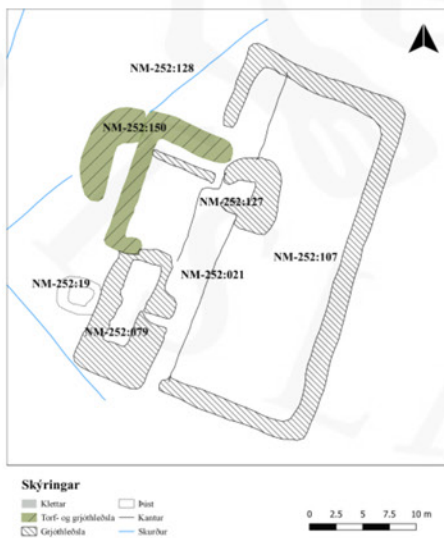 NM-252:128
NM-252:150
NM-252:127
NM-252:107
NM-252:021
NM-252:19
NM-252:079
Skýringar
Klettar
Þúst
Torf- og grjóthleðsla
Kantar
Grjóthleðsla
Skurður
0 2.5 5 7.5 10 m